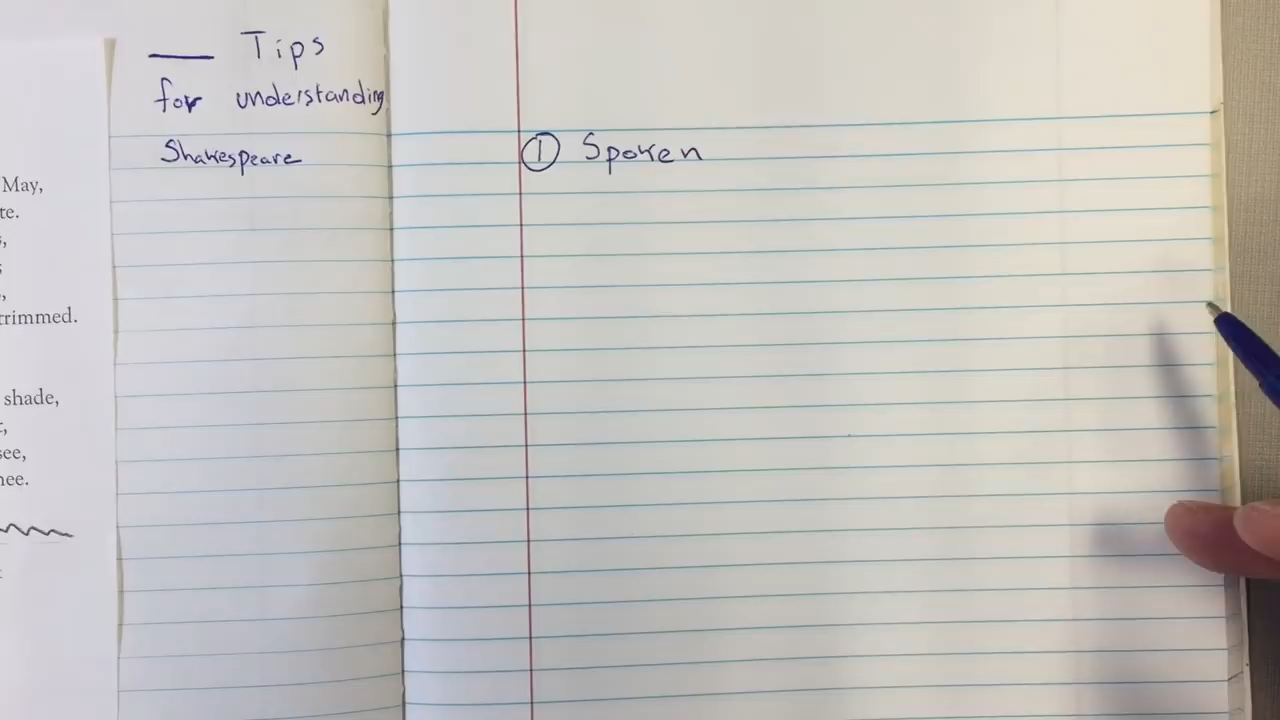 May,
te.
s,
s
,
trimmed.
shade,
t,
see,
hee.
___ Tips
for understanding
Shakespeare
① Spoken